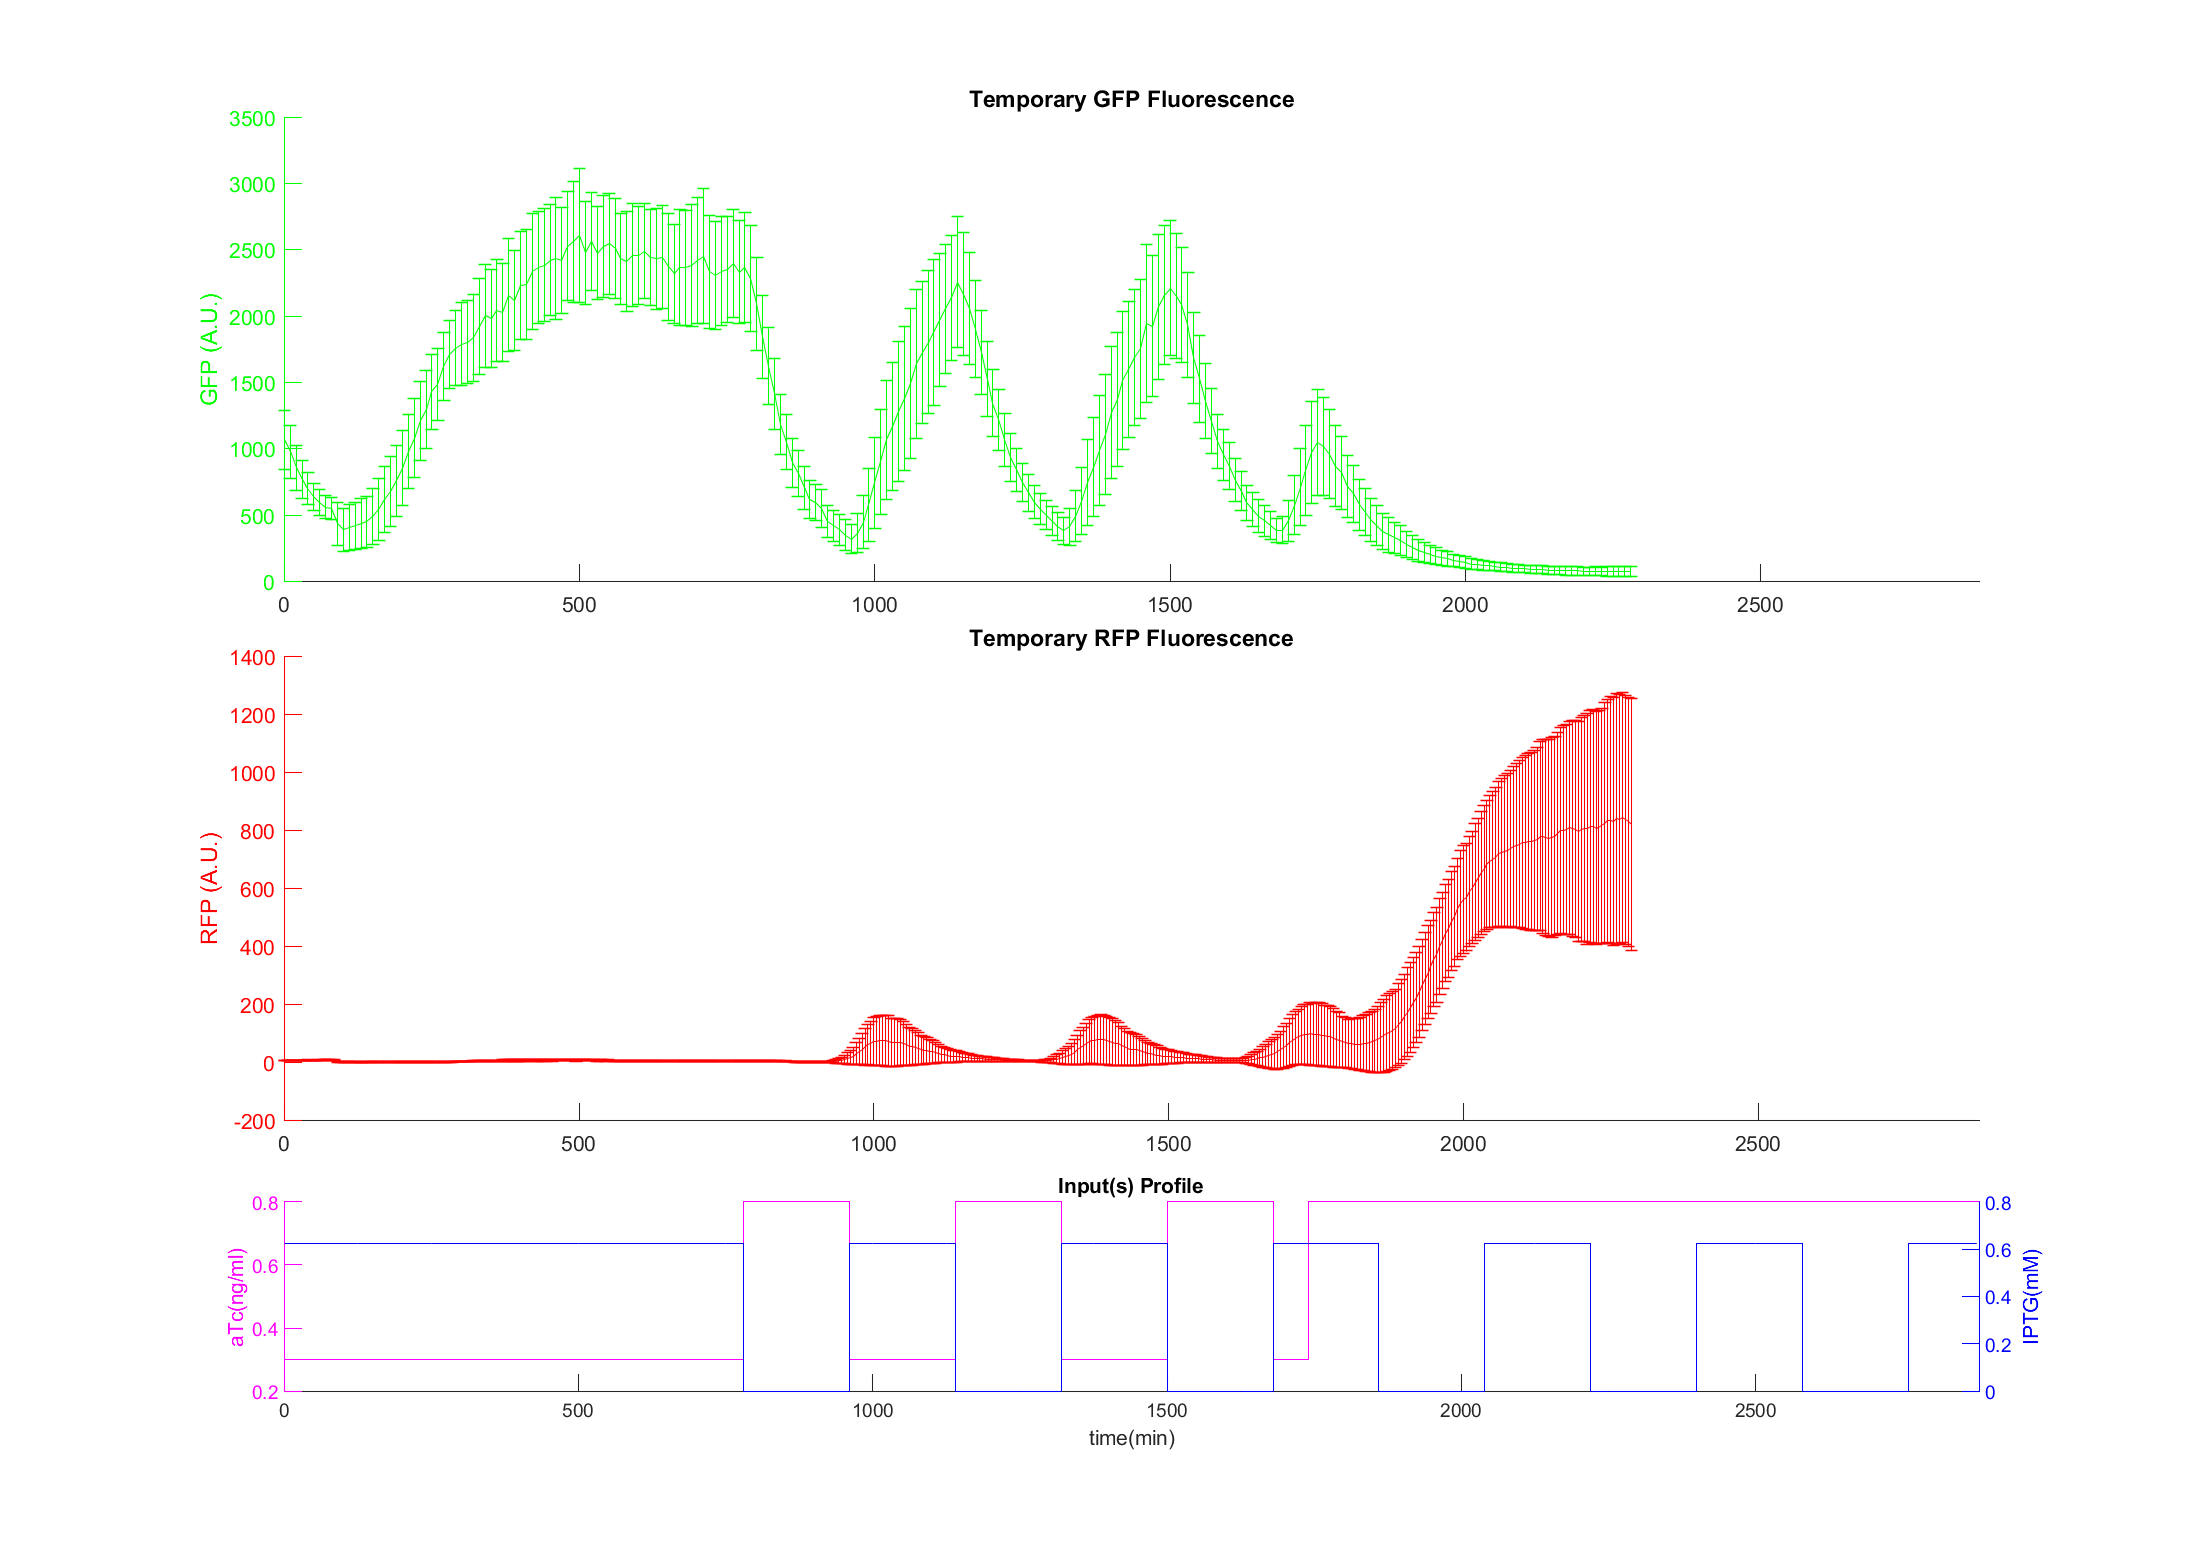 Temporary GFP Fluorescence
3500
3000
2500
2000
1500
1000
500
0
GFP (A.U.)
0 500 1000 1500 2000 2500
Temporary RFP Fluorescence
1400
1200
1000
800
600
400
200
0
-200
RFP (A.U.)
0 500 1000 1500 2000 2500
Input(s) Profile
0.8
0.6
0.4
0.2
aTc(ng/ml)
0.8
0.6
0.4
0.2
0
IPTG(mM)
0 500 1000 1500 2000 2500
time(min)